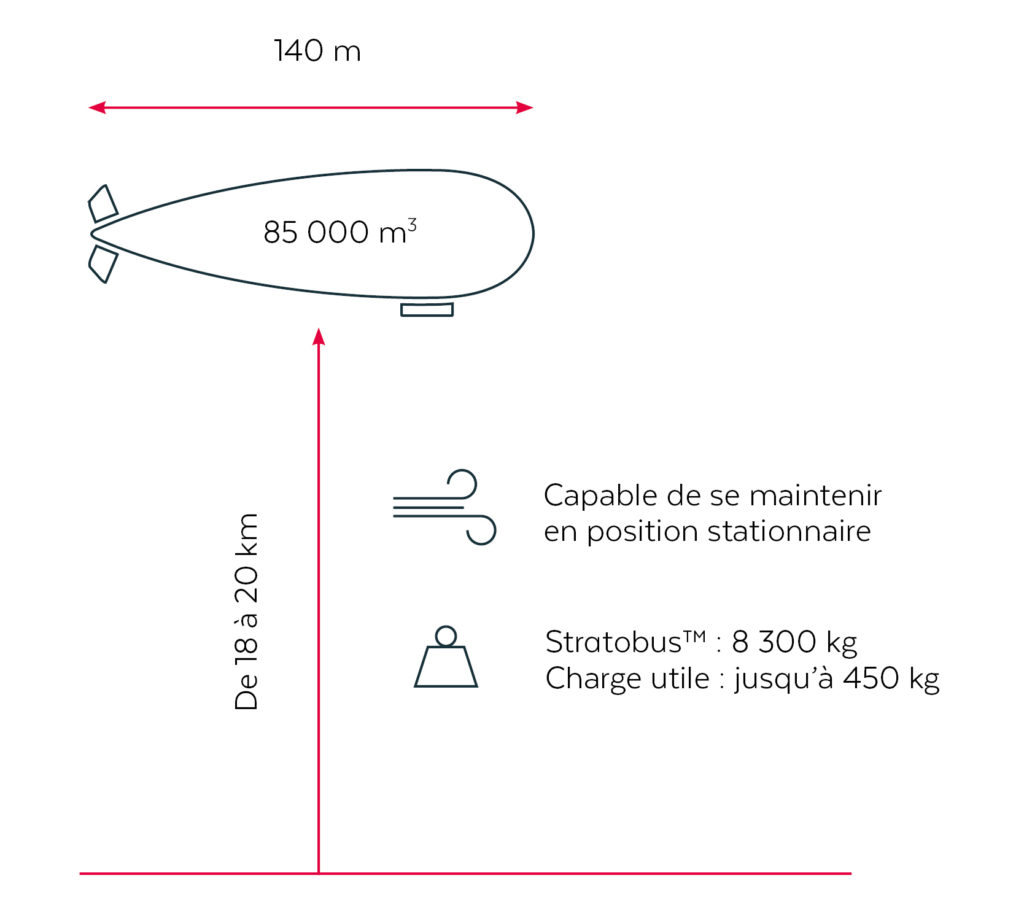 140 m
85 000 m³
De 18 à 20 km
Capable de se maintenir
en position stationnaire
Stratobus™ : 8 300 kg
Charge utile : jusqu’à 450 kg